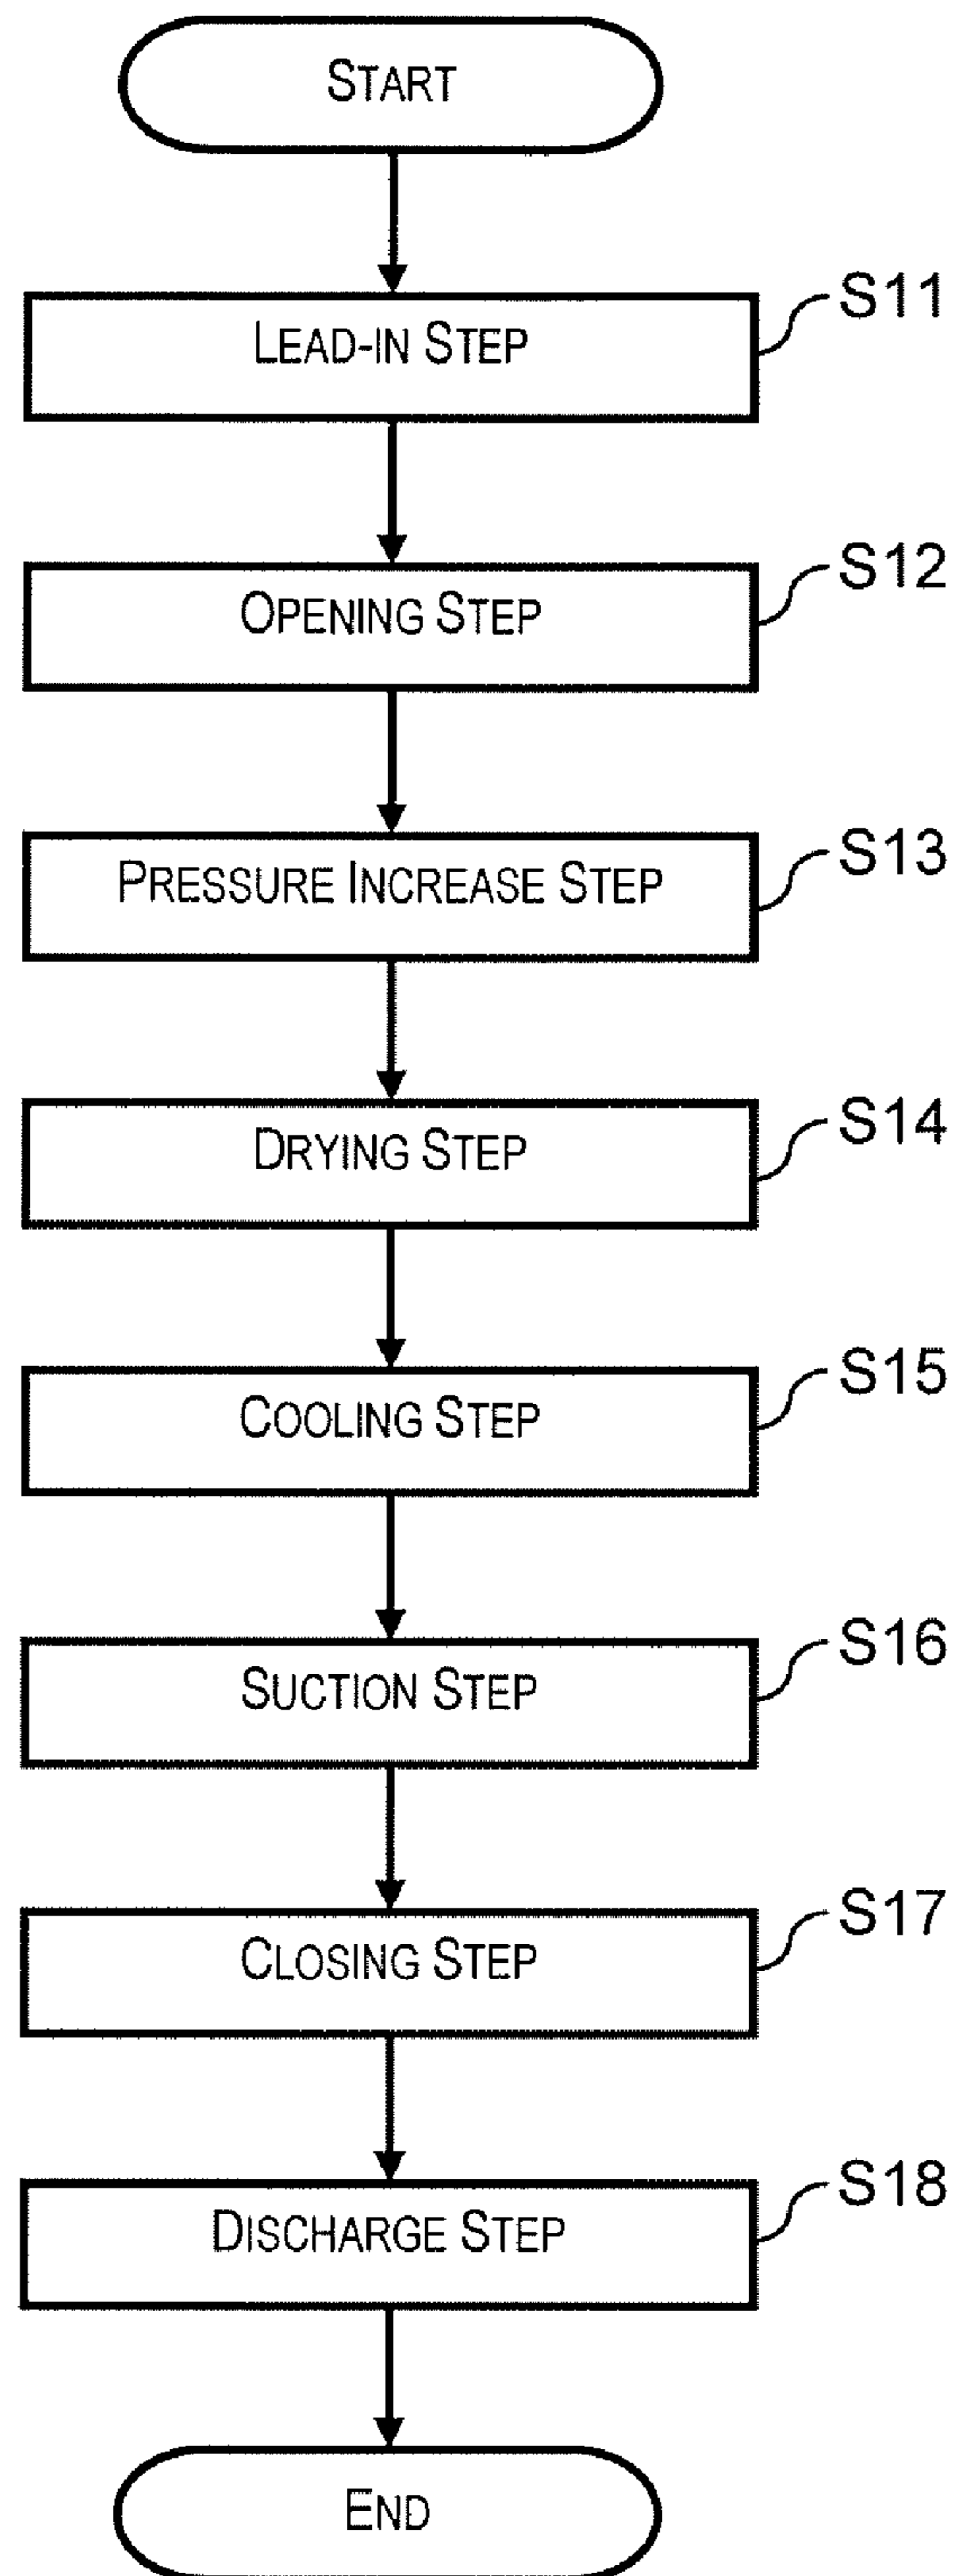 START
S11
LEAD-IN STEP
S12
OPENING STEP
S13
PRESSURE INCREASE STEP
S14
DRYING STEP
S15
COOLING STEP
S16
SUCTION STEP
S17
CLOSING STEP
S18
DISCHARGE STEP
END